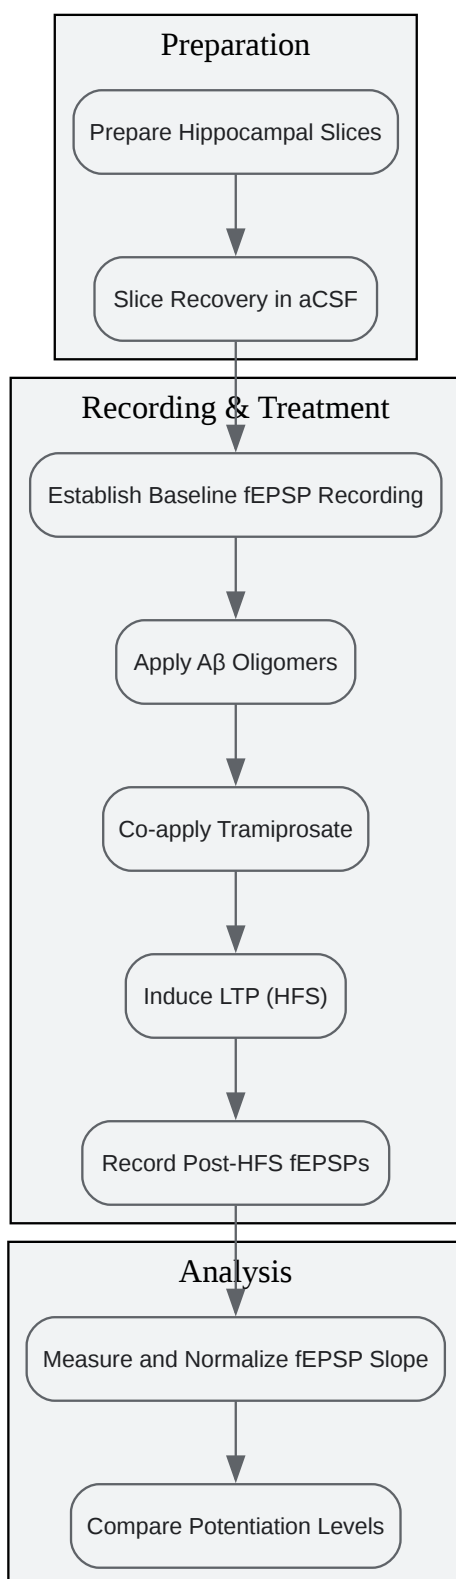 Preparation
Prepare Hippocampal Slices
Slice Recovery in aCSF
Recording & Treatment
Establish Baseline fEPSP Recording
Apply Aβ Oligomers
Co-apply Tramiprosate
Induce LTP (HFS)
Record Post-HFS fEPSPs
Analysis
Measure and Normalize fEPSP Slope
Compare Potentiation Levels